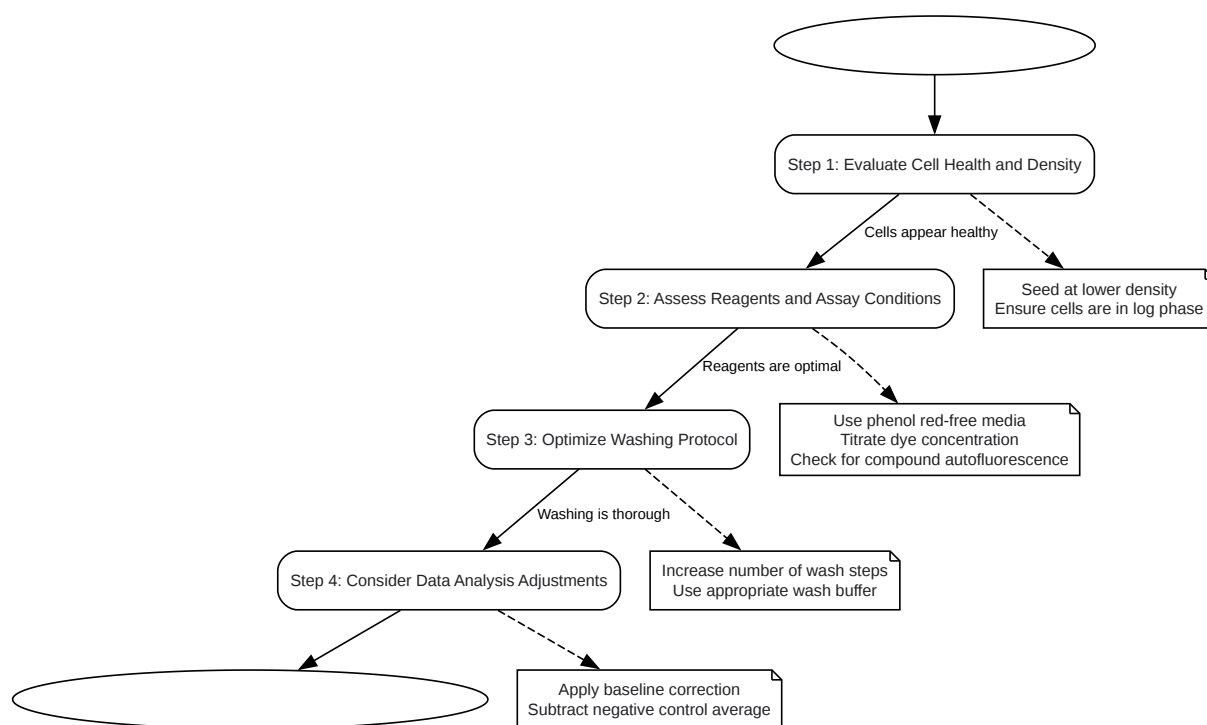 Step 1: Evaluate Cell Health and Density
Cells appear healthy
Step 2: Assess Reagents and Assay Conditions
Seed at lower density
Ensure cells are in log phase
Reagents are optimal
Step 3: Optimize Washing Protocol
Use phenol red-free media
Titrate dye concentration
Check for compound autofluorescence
Washing is thorough
Step 4: Consider Data Analysis Adjustments
Increase number of wash steps
Use appropriate wash buffer
Apply baseline correction
Subtract negative control average